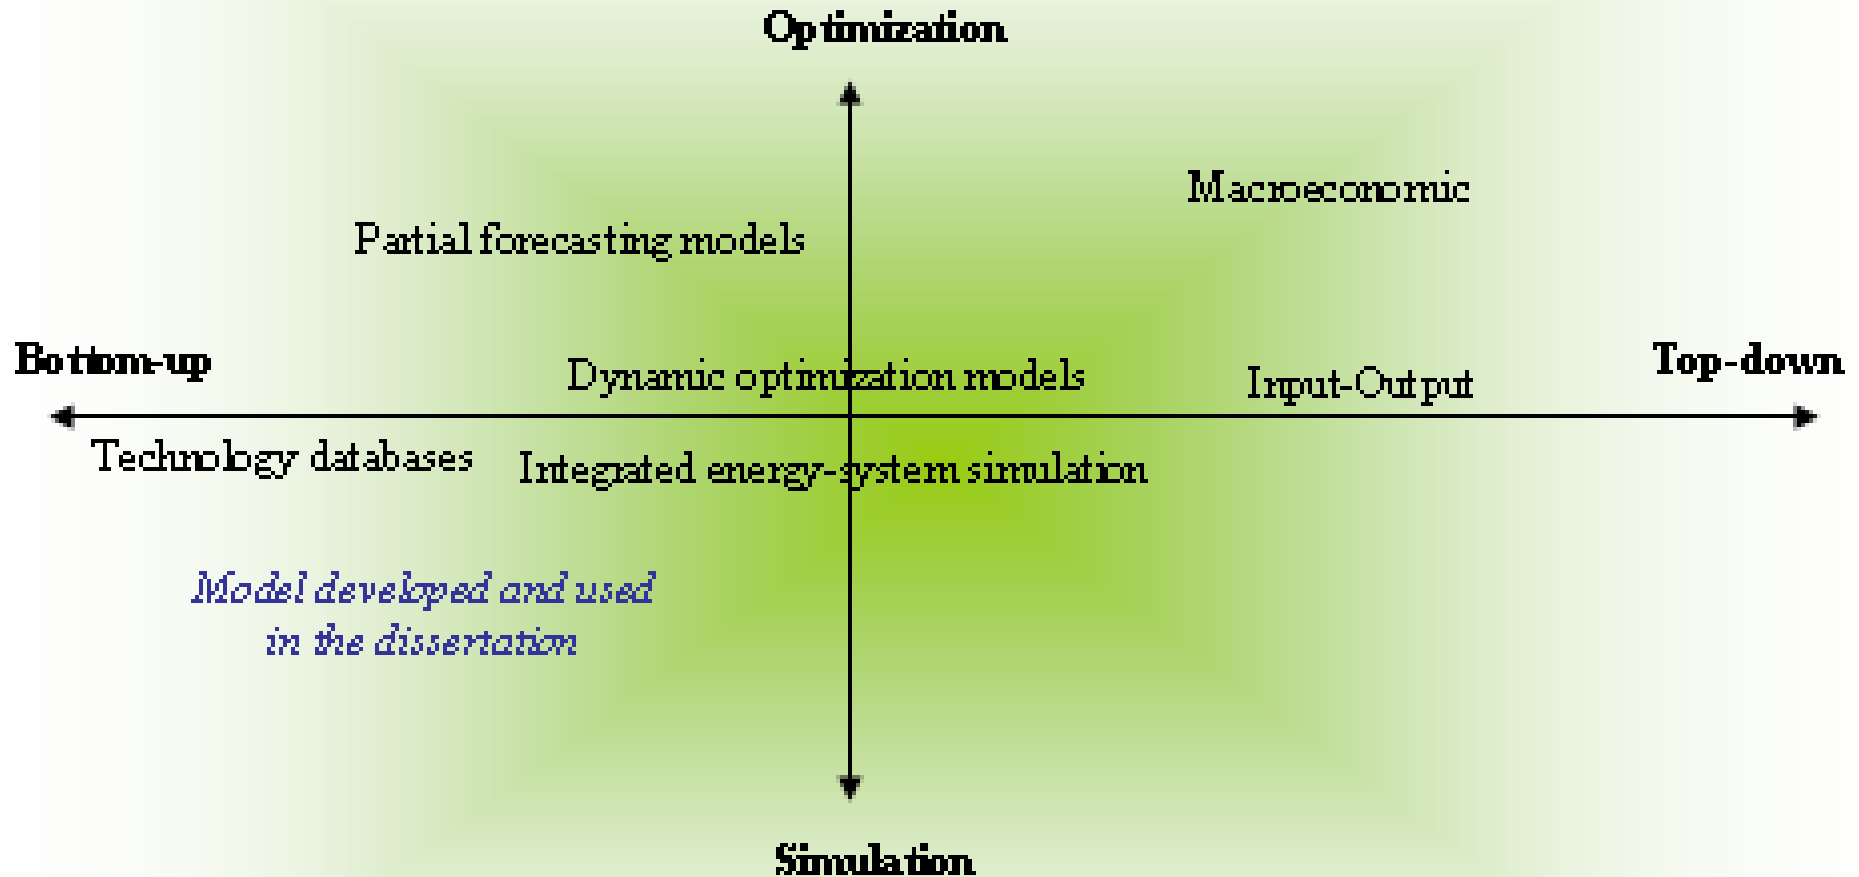 Optimization
Macroeconomic
Partial forecasting models
Bottom-up
Top-down
Dynamic optimization models
Input-Output
Technology databases
Integrated energy-system simulation
Model developed and used
in the dissertation
Simulation